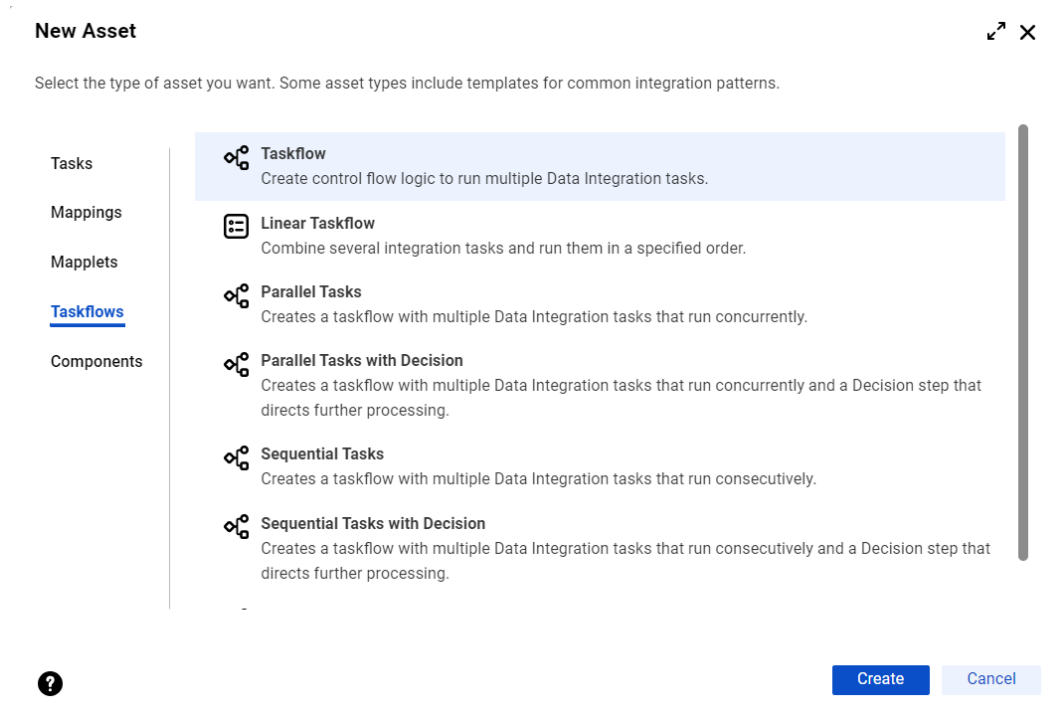 New Asset
Select the type of asset you want. Some asset types include templates for common integration patterns.
Tasks
Mappings
Mapplets
Taskflows
Components
Taskflow
Create control flow logic to run multiple Data Integration tasks.
Linear Taskflow
Combine several integration tasks and run them in a specified order.
Parallel Tasks
Creates a taskflow with multiple Data Integration tasks that run concurrently.
Parallel Tasks with Decision
Creates a taskflow with multiple Data Integration tasks that run concurrently and a Decision step that
directs further processing.
Sequential Tasks
Creates a taskflow with multiple Data Integration tasks that run consecutively.
Sequential Tasks with Decision
Creates a taskflow with multiple Data Integration tasks that run consecutively and a Decision step that
directs further processing.
?
Create
Cancel